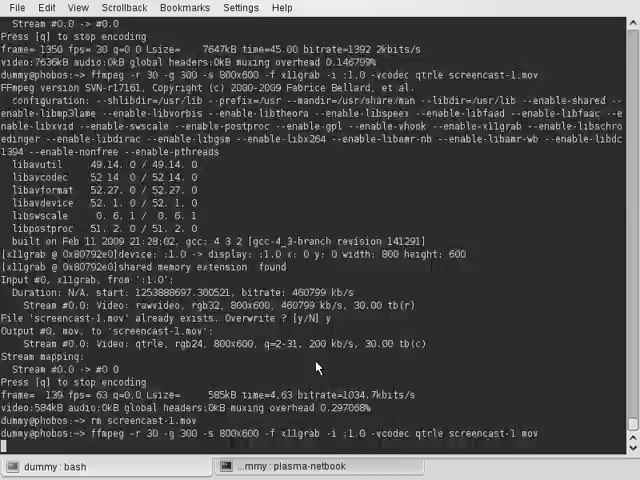 File Edit View Scrollback Bookmarks Settings Help
Stream #0.0 -> #0.0
Press [q] to stop encoding
frame= 1350 fps= 30 q=0 0 Lsize= 7647kB time=45.00 bitrate=1392 2kbits/s
video:7636kB audio:0kB global headers:0kB muxing overhead 0.146799%
dummy@phobos:~> ffmpeg -r 30 -g 300 -s 800x600 -f x11grab -i :1.0 -vcodec qtrle screencast-1.mov
FFmpeg version SVN-r17161, Copyright (c) 2000-2009 Fabrice Bellard, et al.
configuration: --shlibdir=/usr/lib --prefix=/usr --mandir=/usr/share/man --libdir=/usr/lib --enable-shared --
enable-libmp3lame --enable-libvorbis --enable-libtheora --enable-libspeex --enable-libfaad --enable-libfaac --e
nable-libxvid --enable-swscale --enable-postproc --enable-gpl --enable-vhook --enable-x11grab --enable-libschro
edinger --enable-libdirac --enable-libgsm --enable-libx264 --enable-libamr-nb --enable-libamr-wb --enable-libdc
1394 --enable-nonfree --enable-pthreads
libavutil 49.14. 0 / 49.14. 0
libavcodec 52 14 0 / 52.14. 0
libavformat 52.27. 0 / 52.27. 0
libavdevice 52. 1. 0 / 52. 1. 0
libswscale 0. 6. 1 / 0. 6. 1
libpostproc 51. 2. 0 / 51. 2. 0
built on Feb 11 2009 21:28:02, gcc: 4 3 2 [gcc-4_3-branch revision 141291]
[x11grab @ 0x80792e0]device: :1.0 -> display: :1.0 x: 0 y: 0 width: 800 height: 600
[x11grab @ 0x80792e0]shared memory extension found
Input #0, x11grab, from ':1.0':
Duration: N/A, start: 1253888697.300521, bitrate: 460799 kb/s
Stream #0.0: Video: rawvideo, rgb32, 800x600, 460799 kb/s, 30.00 tb(r)
File 'screencast-1.mov' already exists. Overwrite ? [y/N] y
Output #0, mov, to 'screencast-1.mov':
Stream #0.0: Video: qtrle, rgb24, 800x600, q=2-31, 200 kb/s, 30.00 tb(c)
Stream mapping:
Stream #0.0 -> #0 0
Press [q] to stop encoding
frame= 139 fps= 63 q=0.0 Lsize= 585kB time=4.63 bitrate=1034.7kbits/s
video:584kB audio:0kB global headers:0kB muxing overhead 0.297068%
dummy@phobos:~> rm screencast-1.mov
dummy@phobos:~> ffmpeg -r 30 -g 300 -s 800x600 -f x11grab -i :1.0 -vcodec qtrle screencast-1 mov
dummy : bash
...mmy : plasma-netbook